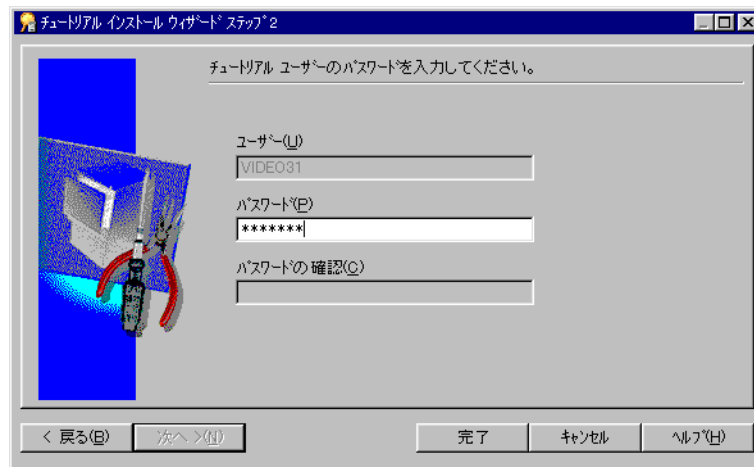 チュートリアル インストール ウィザード ステップ 2
チュートリアル ユーザーのパスワードを入力してください。
ユーザー(U)
VIDEO31
パスワード(P)
*******
パスワードの確認(C)
< 戻る(B)
次へ >(N)
完了
キャンセル
ヘルプ(H)